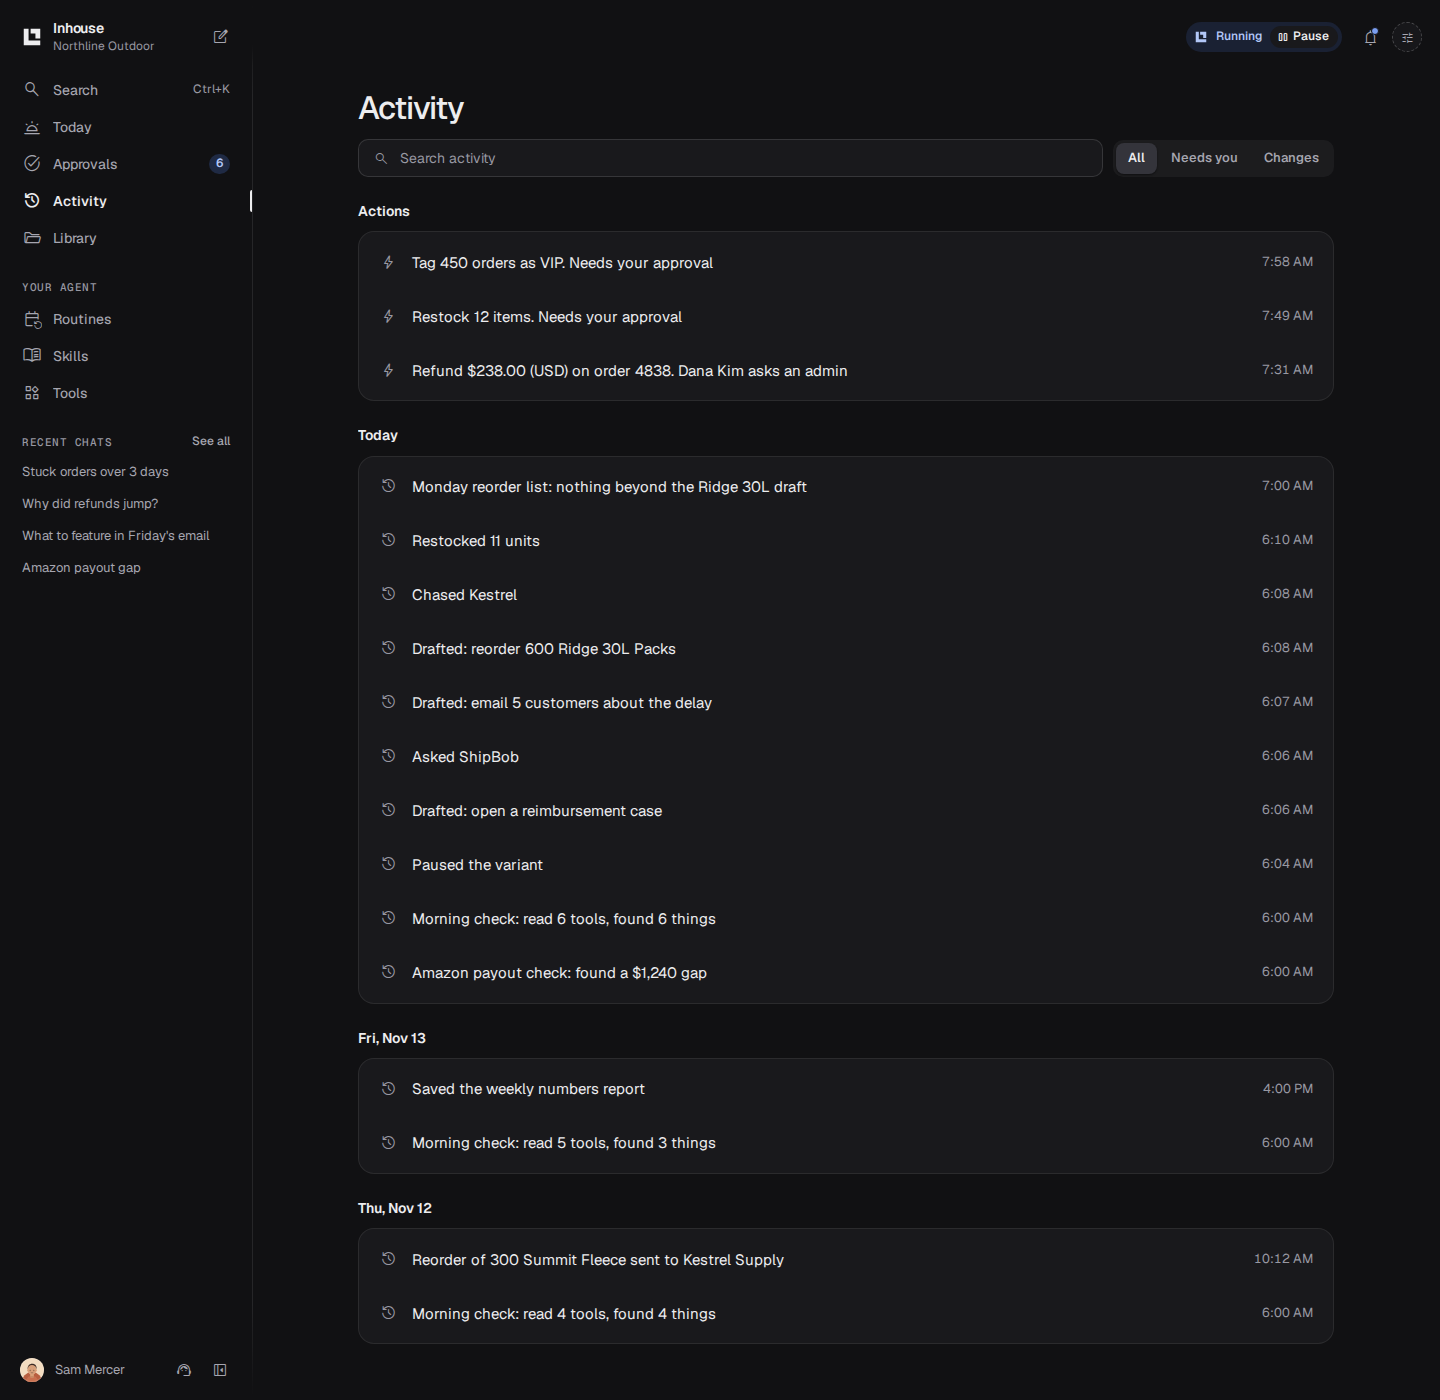 Inhouse
Northline Outdoor
Running
Pause
Search
Ctrl+K
Today
Approvals
6
Activity
Library
YOUR AGENT
Routines
Skills
Tools
RECENT CHATS
See all
Stuck orders over 3 days
Why did refunds jump?
What to feature in Friday's email
Amazon payout gap
Sam Mercer
Activity
Search activity
All
Needs you
Changes
Actions
Tag 450 orders as VIP. Needs your approval
7:58 AM
Restock 12 items. Needs your approval
7:49 AM
Refund $238.00 (USD) on order 4838. Dana Kim asks an admin
7:31 AM
Today
Monday reorder list: nothing beyond the Ridge 30L draft
7:00 AM
Restocked 11 units
6:10 AM
Chased Kestrel
6:08 AM
Drafted: reorder 600 Ridge 30L Packs
6:08 AM
Drafted: email 5 customers about the delay
6:07 AM
Asked ShipBob
6:06 AM
Drafted: open a reimbursement case
6:06 AM
Paused the variant
6:04 AM
Morning check: read 6 tools, found 6 things
6:00 AM
Amazon payout check: found a $1,240 gap
6:00 AM
Fri, Nov 13
Saved the weekly numbers report
4:00 PM
Morning check: read 5 tools, found 3 things
6:00 AM
Thu, Nov 12
Reorder of 300 Summit Fleece sent to Kestrel Supply
10:12 AM
Morning check: read 4 tools, found 4 things
6:00 AM